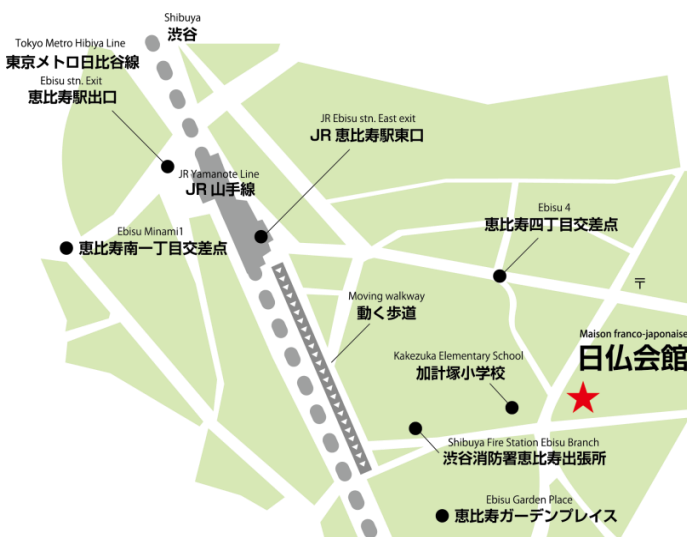 Shibuya
渋谷
Tokyo Metro Hibiya Line
東京メトロ日比谷線
Ebisu stn. Exit
恵比寿駅出口
JR Ebisu stn. East exit
JR 恵比寿駅東口
JR Yamanote Line
JR 山手線
Ebisu Minami1
恵比寿南一丁目交差点
Ebisu 4
恵比寿四丁目交差点
〒
Moving walkway
動く歩道
Maison franco-japonaise
日仏会館
Kakezuka Elementary School
加計塚小学校
Shibuya Fire Station Ebisu Branch
渋谷消防署恵比寿出張所
Ebisu Garden Place
恵比寿ガーデンプレイス